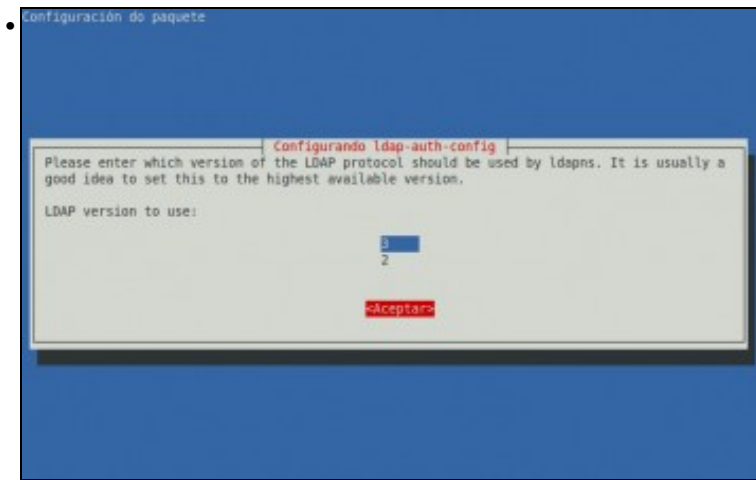 Configuración do paquete
Configurando ldap-auth-config
Please enter which version of the LDAP protocol should be used by ldapns. It is usually a
good idea to set this to the highest available version.
LDAP version to use:
3
2
<Aceptar>